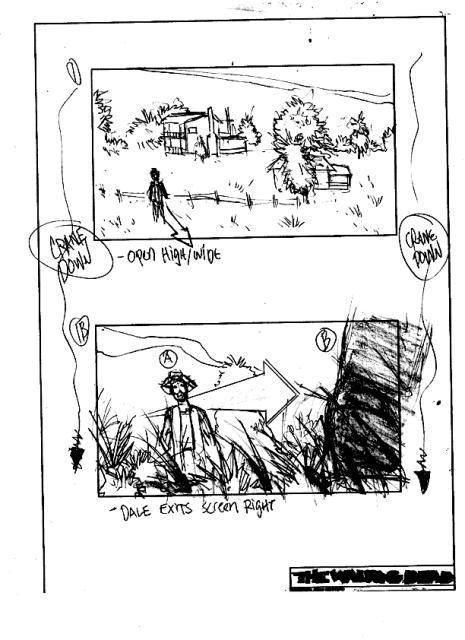 1
CRANE
DOWN
CRANE
DOWN
- OPEN HIGH/WIDE
1B
A
B
- DALE EXITS SCREEN RIGHT
THE WALKING DEAD